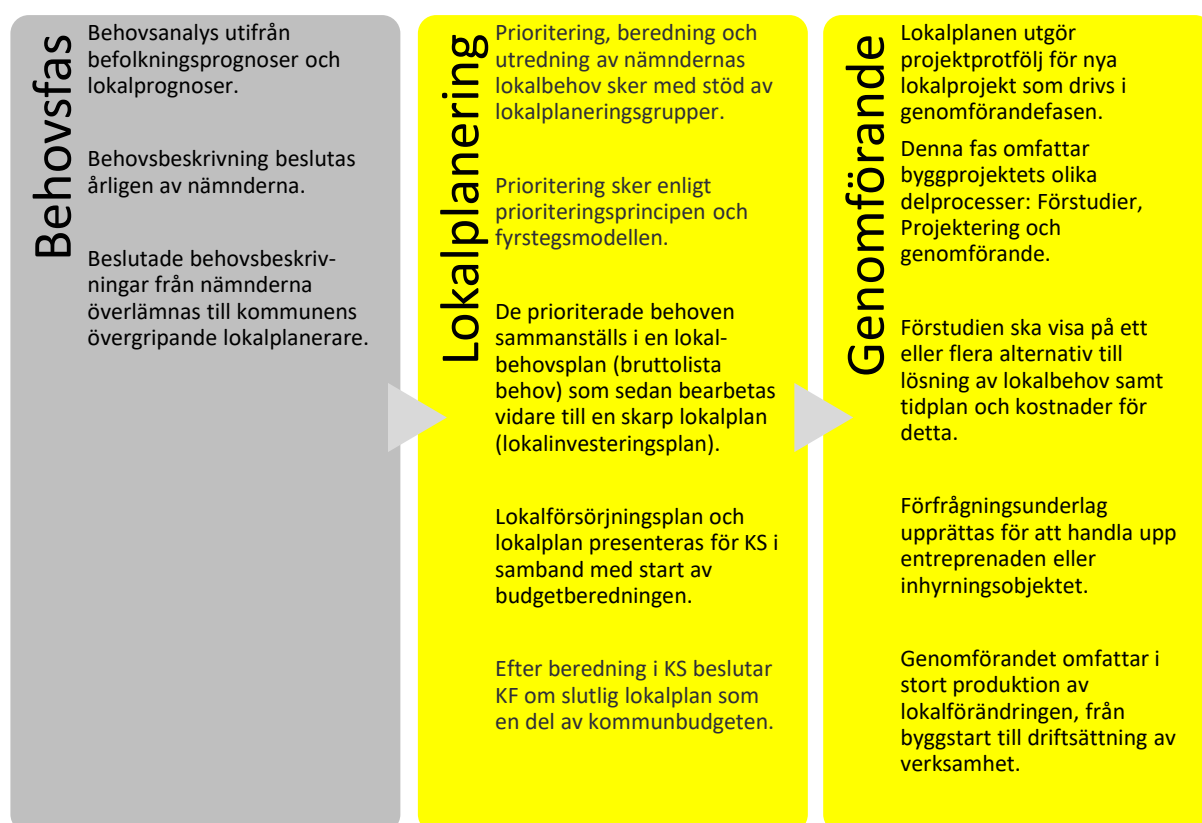 Behovsfas
Behovsanalys utifrån
befolkningsprognoser och
lokalprognoser.
Behovsbeskrivning beslutas
årligen av nämnderna.
Beslutade behovsbeskriv-
ningar från nämnderna
överlämnas till kommunens
övergripande lokalplanerare.
Lokalplanering
Prioritering, beredning och
utredning av nämndernas
lokalbehov sker med stöd av
lokalplaneringsgrupper.
Prioritering sker enligt
prioriteringsprincipen och
fyrstegsmodellen.
De prioriterade behoven
sammanställs i en lokal-
behovsplan (bruttolista
behov) som sedan bearbetas
vidare till en skarp lokalplan
(lokalinvesteringsplan).
Lokalförsörjningsplan och
lokalplan presenteras för KS i
samband med start av
budgetberedningen.
Efter beredning i KS beslutar
KF om slutlig lokalplan som
en del av kommunbudgeten.
Genomförande
Lokalplanen utgör
projektprotfölj för nya
lokalprojekt som drivs i
genomförandefasen.
Denna fas omfattar
byggprojektets olika
delprocesser: Förstudier,
Projektering och
genomförande.
Förstudien ska visa på ett
eller flera alternativ till
lösning av lokalbehov samt
tidplan och kostnader för
detta.
Förfrågningsunderlag
upprättas för att handla upp
entreprenaden eller
inhyrningsobjektet.
Genomförandet omfattar i
stort produktion av
lokalförändringen, från
byggstart till driftsättning av
verksamhet.